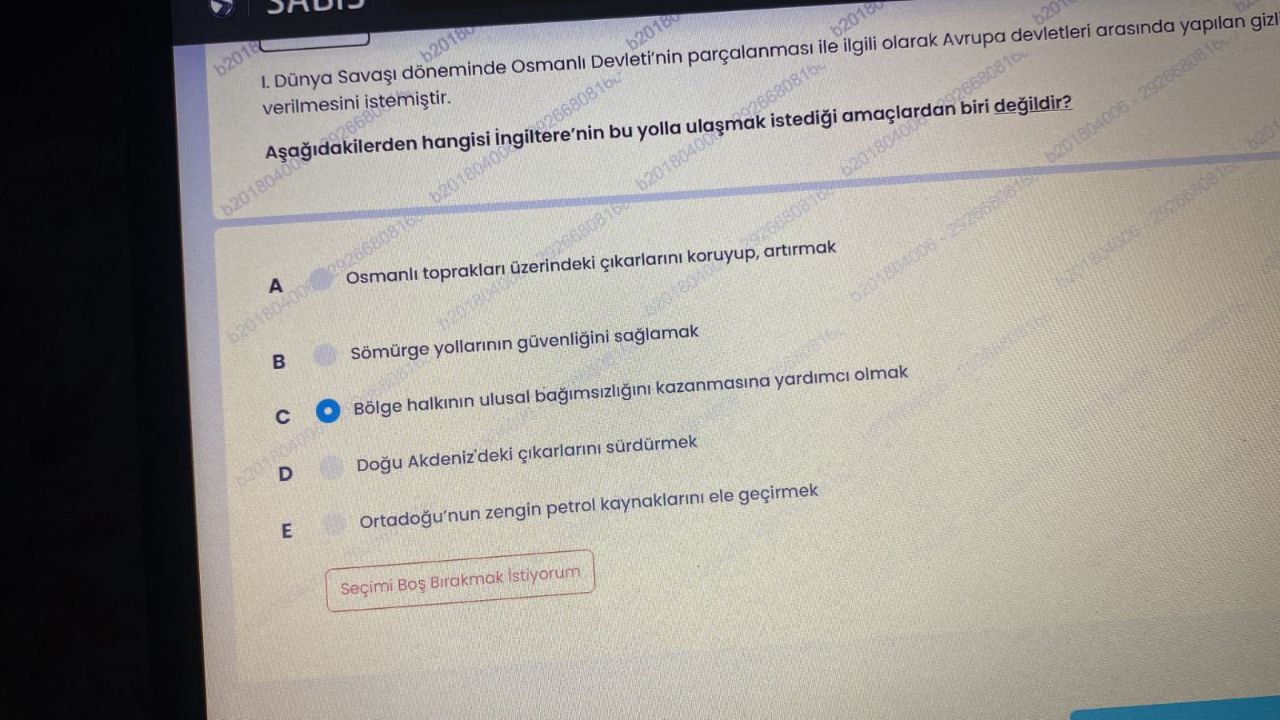 SABİS
I. Dünya Savaşı döneminde Osmanlı Devleti'nin parçalanması ile ilgili olarak Avrupa devletleri arasında yapılan gizl
verilmesini istemiştir.
Aşağıdakilerden hangisi İngiltere'nin bu yolla ulaşmak istediği amaçlardan biri değildir?
A Osmanlı toprakları üzerindeki çıkarlarını koruyup, artırmak
B Sömürge yollarının güvenliğini sağlamak
C Bölge halkının ulusal bağımsızlığını kazanmasına yardımcı olmak
D Doğu Akdeniz'deki çıkarlarını sürdürmek
E Ortadoğu'nun zengin petrol kaynaklarını ele geçirmek
Seçimi Boş Bırakmak İstiyorum